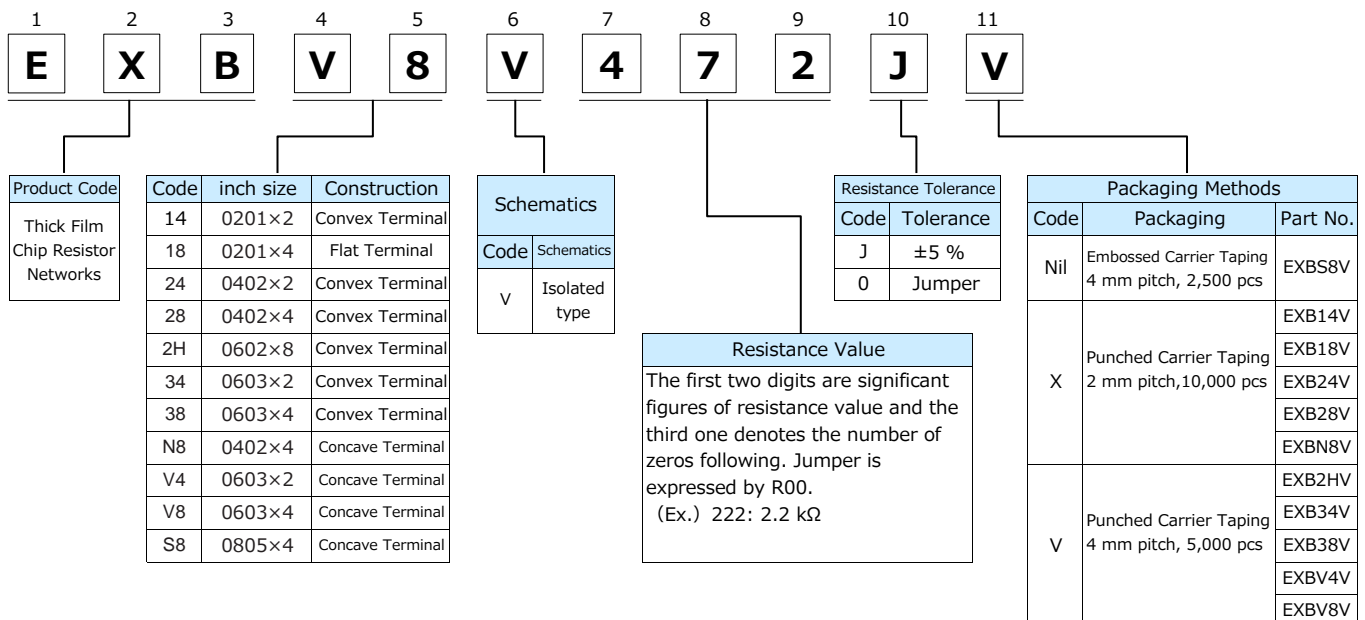 1 2 3 4 5 6 7 8 9 10 11
E X B V 8 V 4 7 2 J V
Product Code
Thick Film
Chip Resistor
Networks
Code inch size Construction
14 0201×2 Convex Terminal
18 0201×4 Flat Terminal
24 0402×2 Convex Terminal
28 0402×4 Convex Terminal
2H 0602×8 Convex Terminal
34 0603×2 Convex Terminal
38 0603×4 Convex Terminal
N8 0402×4 Concave Terminal
V4 0603×2 Concave Terminal
V8 0603×4 Concave Terminal
S8 0805×4 Concave Terminal
Schematics
Code Schematics
V Isolated
type
Resistance Value
The first two digits are significant
figures of resistance value and the
third one denotes the number of
zeros following. Jumper is
expressed by R00.
(Ex.) 222: 2.2 kΩ
Resistance Tolerance
Code Tolerance
J ±5 %
0 Jumper
Packaging Methods
Code Packaging Part No.
Nil Embossed Carrier Taping
4 mm pitch, 2,500 pcs
EXBS8V
X Punched Carrier Taping
2 mm pitch,10,000 pcs
EXB14V
EXB18V
EXB24V
EXB28V
EXBN8V
V Punched Carrier Taping
4 mm pitch, 5,000 pcs
EXB2HV
EXB34V
EXB38V
EXBV4V
EXBV8V